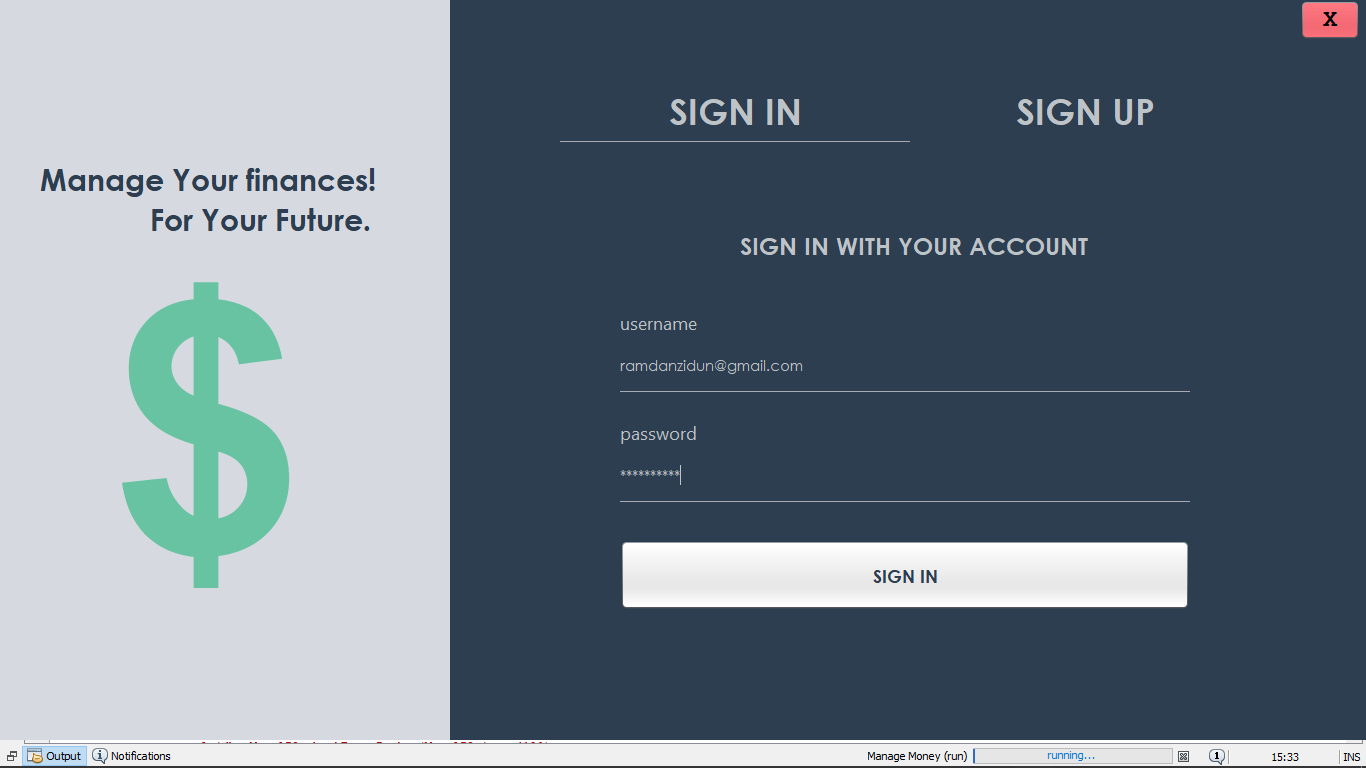 X
SIGN IN
SIGN UP
Manage Your finances!
For Your Future.
SIGN IN WITH YOUR ACCOUNT
username
ramdanzidun@gmail.com
password
**********
SIGN IN
Output
Notifications
Manage Money (run)
running...
1
15:33
INS